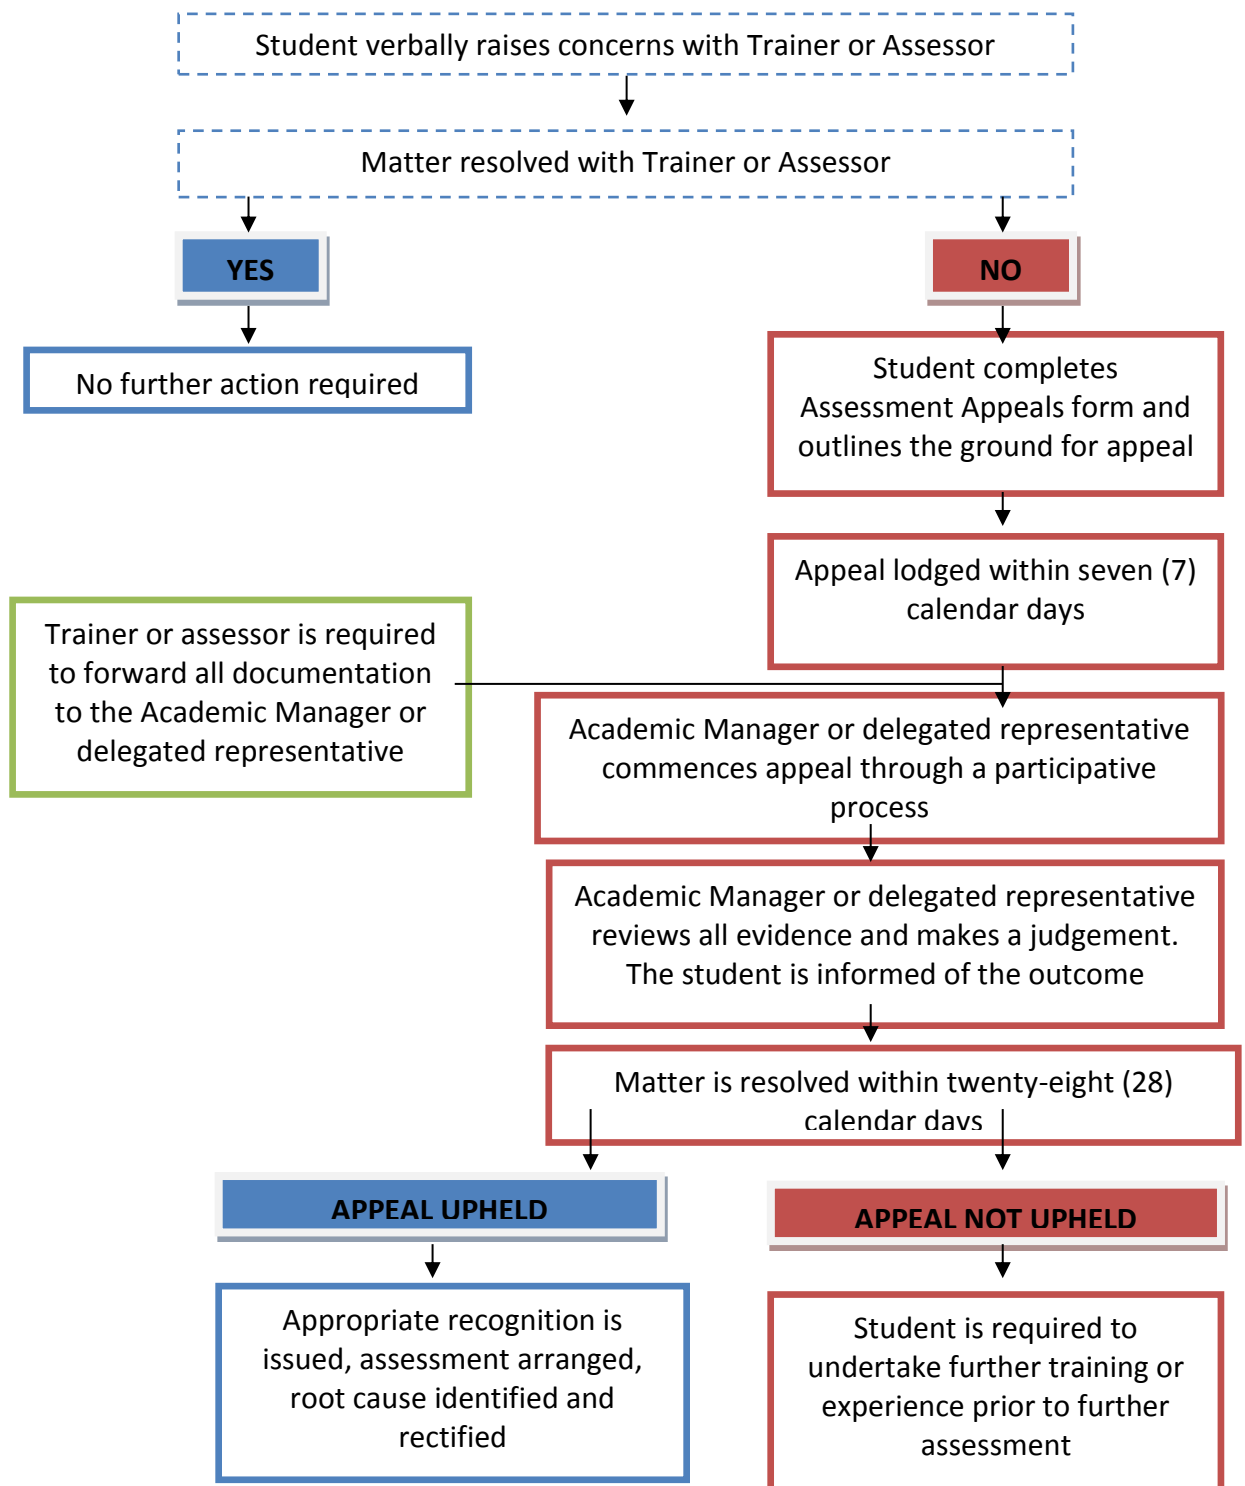 Student verbally raises concerns with Trainer or Assessor
Matter resolved with Trainer or Assessor
YES
NO
No further action required
Student completes
Assessment Appeals form and
outlines the ground for appeal
Appeal lodged within seven (7)
calendar days
Trainer or assessor is required
to forward all documentation
to the Academic Manager or
delegated representative
Academic Manager or delegated representative
commences appeal through a participative
process
Academic Manager or delegated representative
reviews all evidence and makes a judgement.
The student is informed of the outcome
Matter is resolved within twenty-eight (28)
calendar days
APPEAL UPHELD
APPEAL NOT UPHELD
Appropriate recognition is
issued, assessment arranged,
root cause identified and
rectified
Student is required to
undertake further training or
experience prior to further
assessment